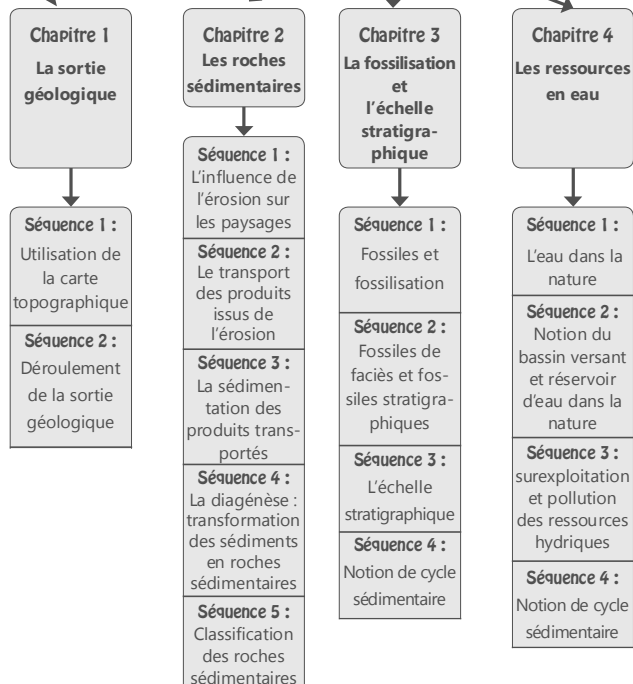 Chapitre 1
La sortie
géologique
Séquence 1 :
Utilisation de
la carte
topographique
Séquence 2 :
Déroulement
de la sortie
géologique
Chapitre 2
Les roches
sédimentaires
Séquence 1 :
L'influence de
l'érosion sur
les paysages
Séquence 2 :
Le transport
des produits
issus de
l'érosion
Séquence 3 :
La sédimen-
tation des
produits trans-
portés
Séquence 4 :
La diagénèse :
transformation
des sédiments
en roches
sédimentaires
Séquence 5 :
Classification
des roches
sédimentaires
Chapitre 3
La fossilisation
et
l'échelle
stratigra-
phique
Séquence 1 :
Fossiles et
fossilisation
Séquence 2 :
Fossiles de
faciès et fos-
siles stratigra-
phiques
Séquence 3 :
L'échelle
stratigraphique
Séquence 4 :
Notion de cycle
sédimentaire
Chapitre 4
Les ressources
en eau
Séquence 1 :
L'eau dans la
nature
Séquence 2 :
Notion du
bassin versant
et réservoir
d'eau dans la
nature
Séquence 3 :
surexploitation
et pollution
des ressources
hydriques
Séquence 4 :
Notion de cycle
sédimentaire